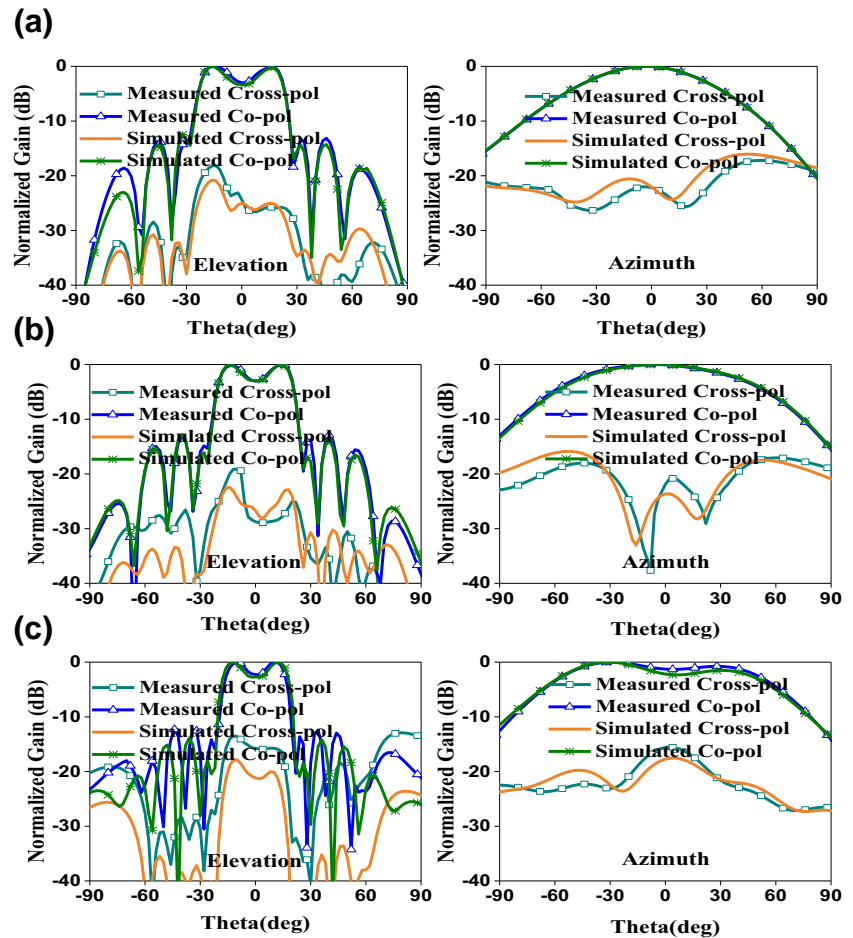 (a)
Normalized Gain (dB)
0
-10
-20
-30
-40
Measured Cross-pol
Measured Co-pol
Simulated Cross-pol
Simulated Co-pol
Elevation
-90 -60 -30 0 30 60 90
Theta(deg)
Normalized Gain (dB)
0
-10
-20
-30
-40
Measured Cross-pol
Measured Co-pol
Simulated Cross-pol
Simulated Co-pol
Azimuth
-90 -60 -30 0 30 60 90
Theta(deg)
(b)
Normalized Gain (dB)
0
-10
-20
-30
-40
Measured Cross-pol
Measured Co-pol
Simulated Cross-pol
Simulated Co-pol
Elevation
-90 -60 -30 0 30 60 90
Theta(deg)
Normalized Gain (dB)
0
-10
-20
-30
-40
Measured Cross-pol
Measured Co-pol
Simulated Cross-pol
Simulated Co-pol
Azimuth
-90 -60 -30 0 30 60 90
Theta(deg)
(c)
Normalized Gain (dB)
0
-10
-20
-30
-40
Measured Cross-pol
Measured Co-pol
Simulated Cross-pol
Simulated Co-pol
Elevation
-90 -60 -30 0 30 60 90
Theta(deg)
Normalized Gain (dB)
0
-10
-20
-30
-40
Measured Cross-pol
Measured Co-pol
Simulated Cross-pol
Simulated Co-pol
Azimuth
-90 -60 -30 0 30 60 90
Theta(deg)